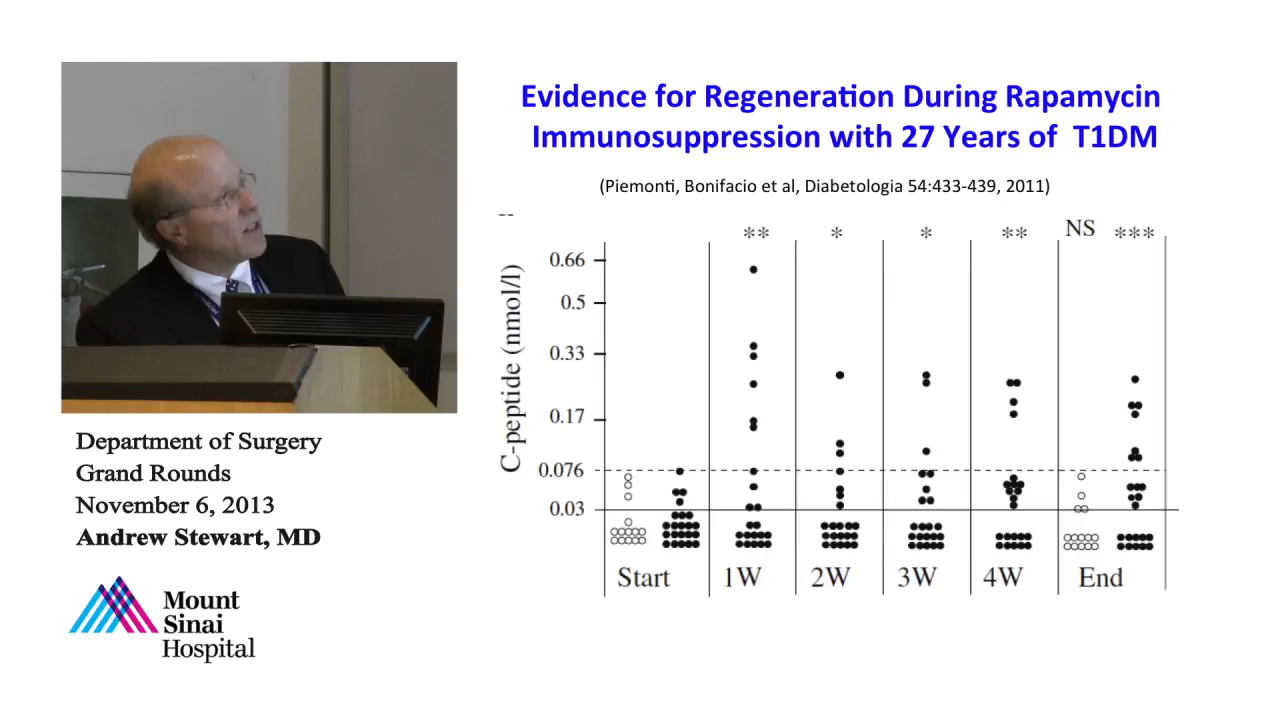 Evidence for Regeneration During Rapamycin
Immunosuppression with 27 Years of T1DM
(Piemonti, Bonifacio et al, Diabetologia 54:433-439, 2011)
** * * ** NS ***
C-peptide (nmol/l)
0.66
0.5
0.33
0.17
0.076
0.03
Start 1W 2W 3W 4W End
Department of Surgery
Grand Rounds
November 6, 2013
Andrew Stewart, MD
Mount
Sinai
Hospital